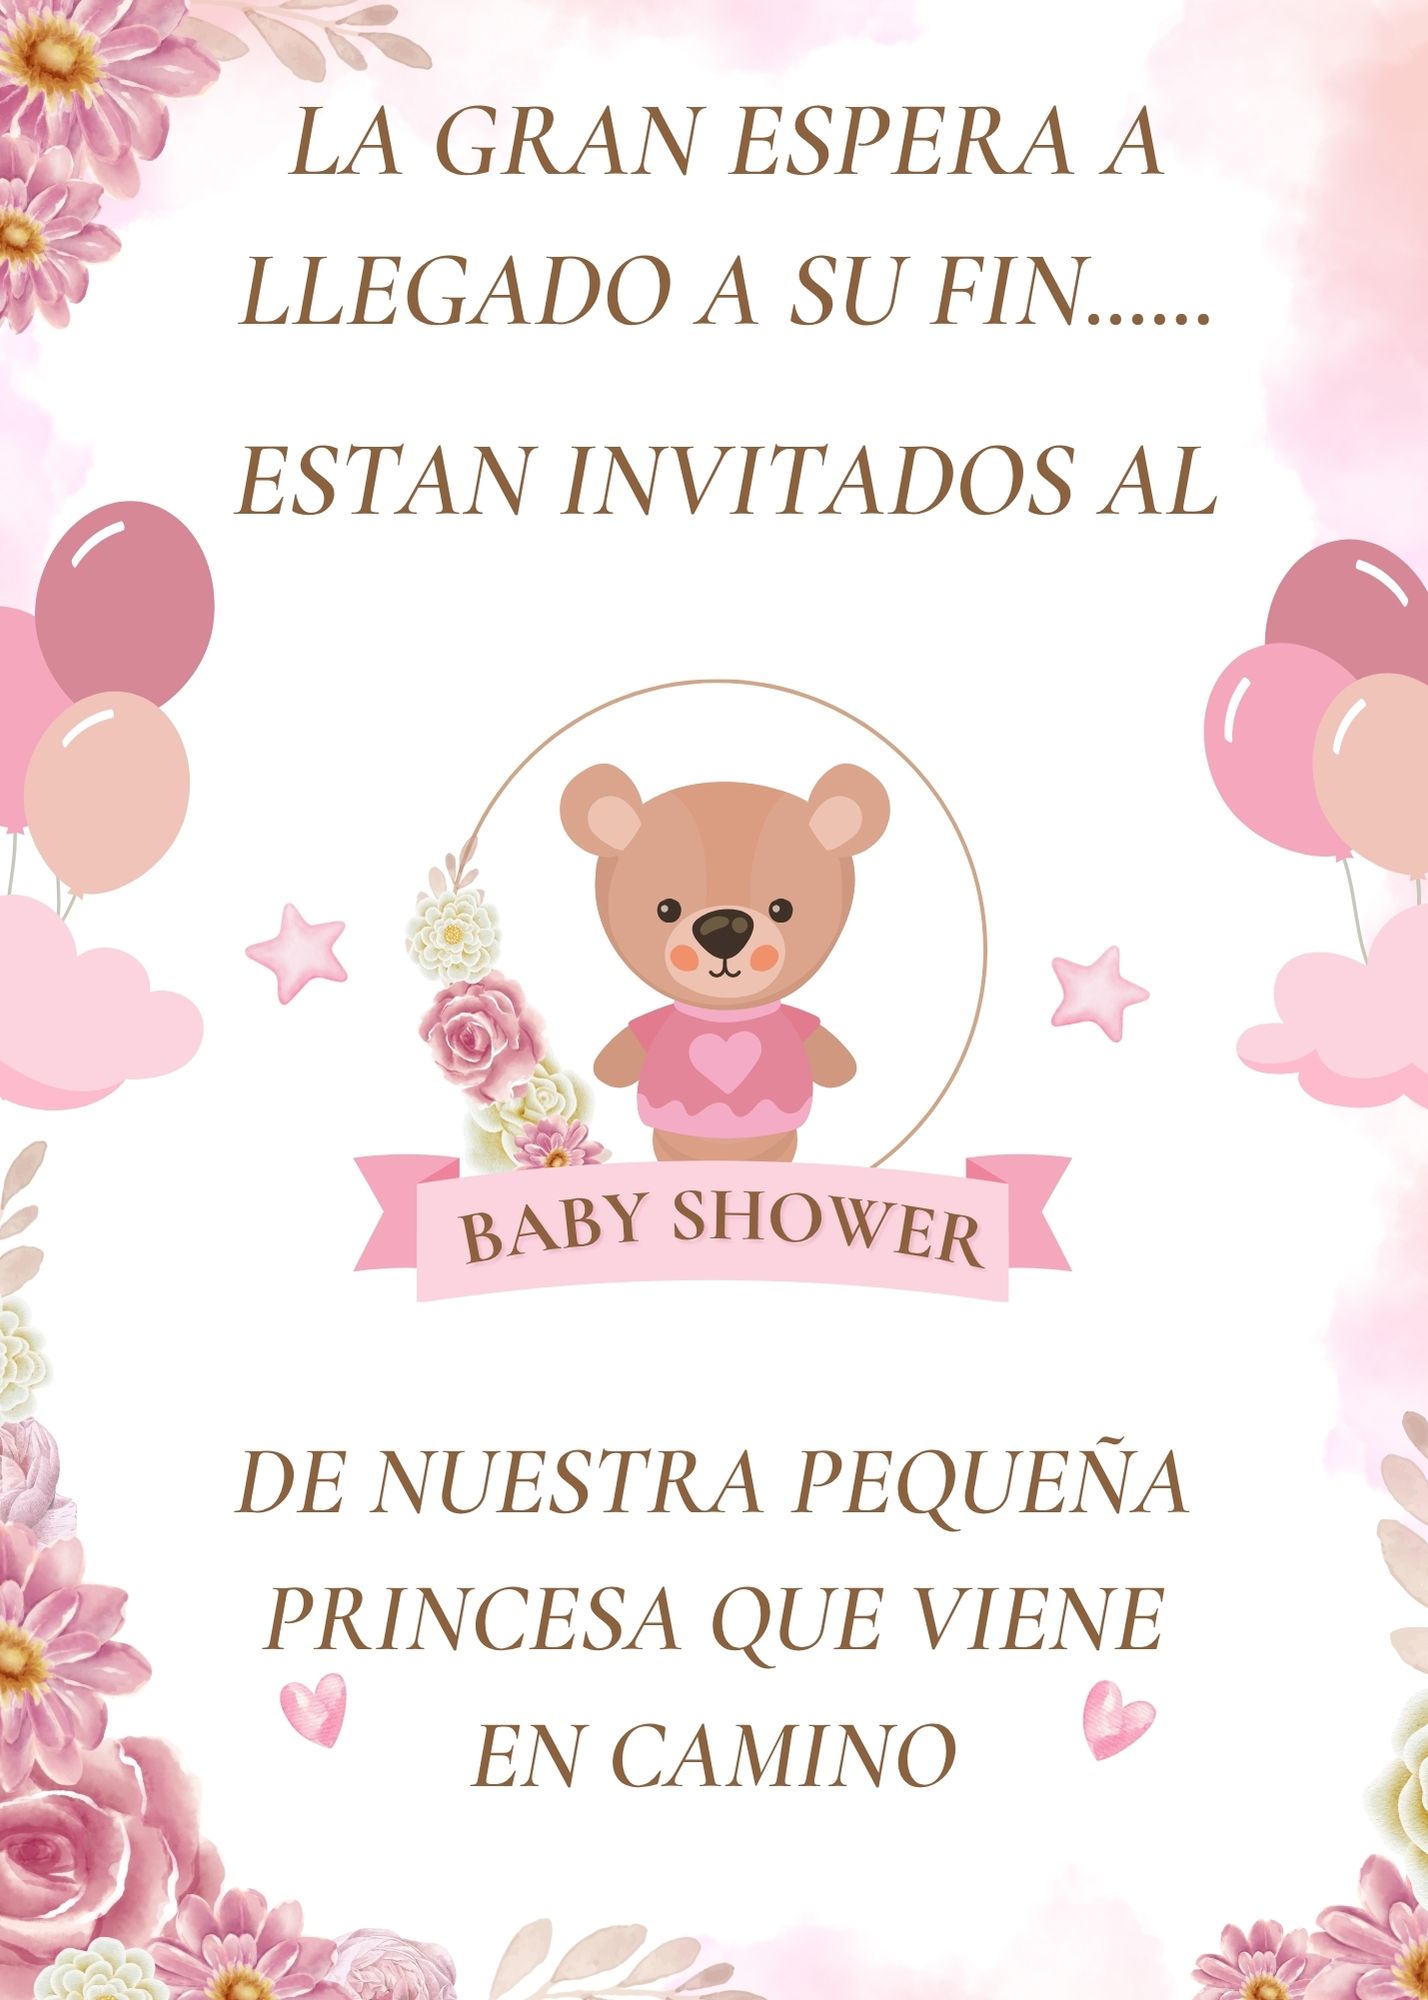 LA GRAN ESPERA A
LLEGADO A SU FIN......
ESTAN INVITADOS AL
BABY SHOWER
DE NUESTRA PEQUEÑA
PRINCESA QUE VIENE
EN CAMINO